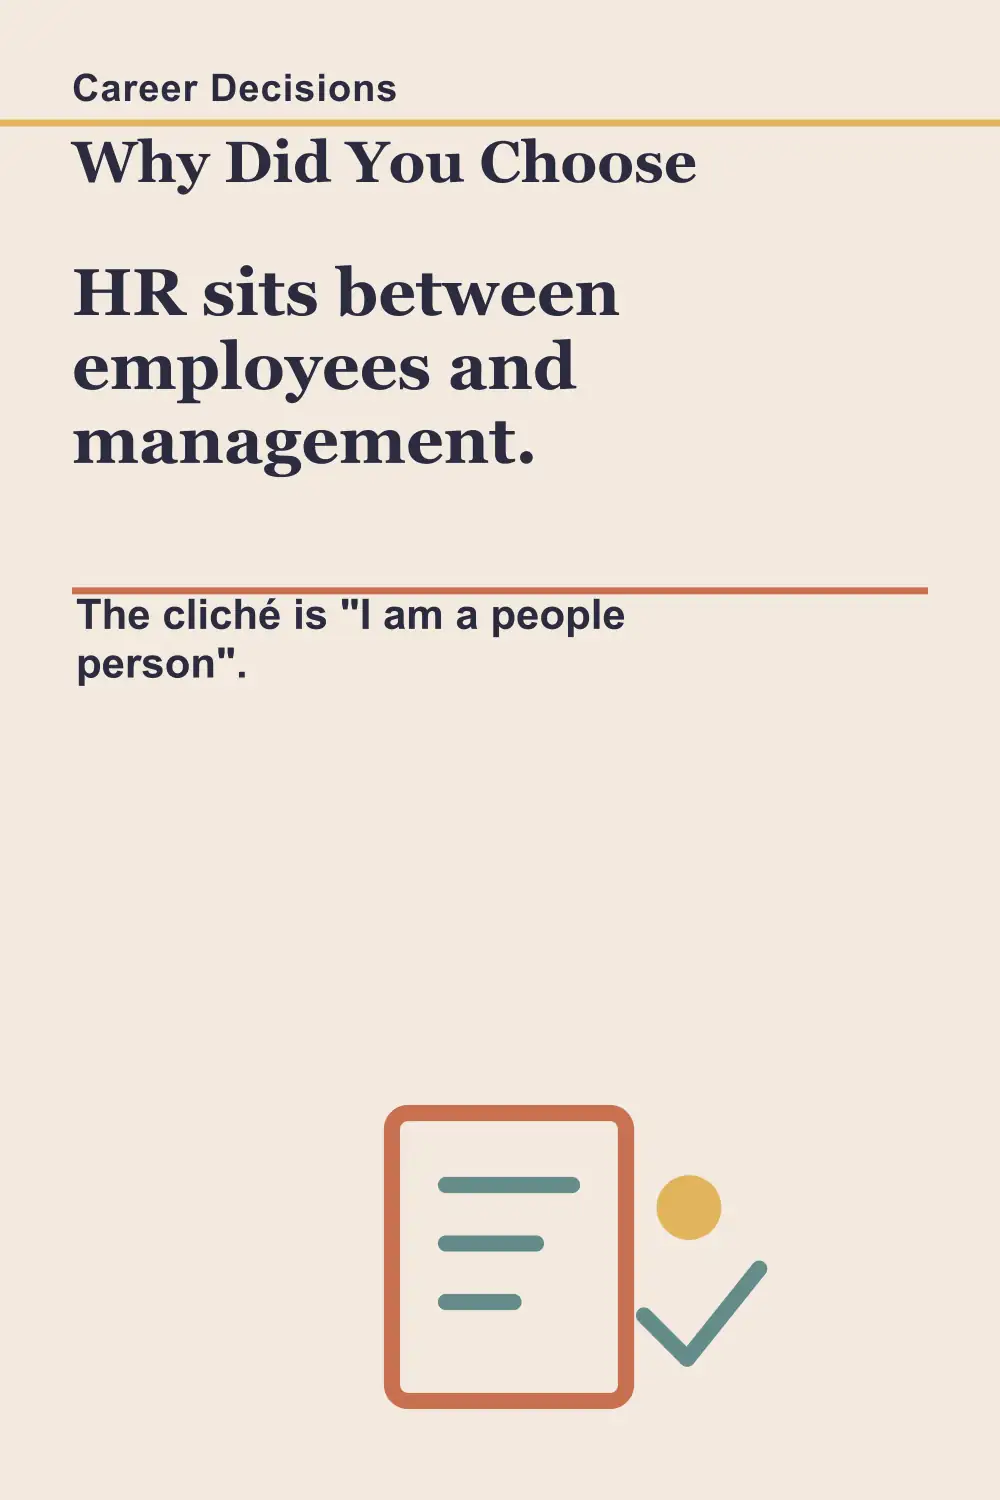 Career Decisions
Why Did You Choose
HR sits between
employees and
management.
The cliché is "I am a people
person".